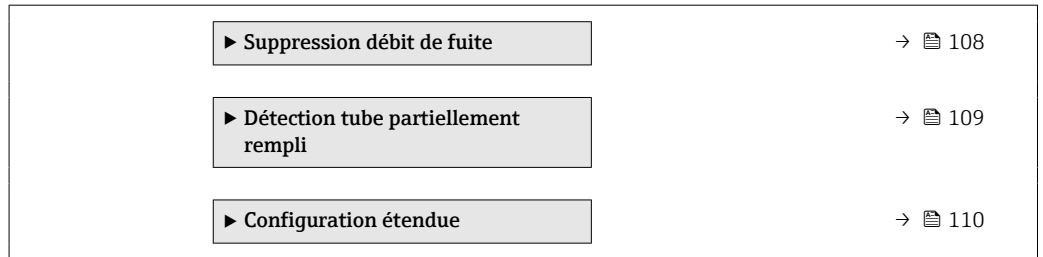 ▶ Suppression débit de fuite → 108
▶ Détection tube partiellement
rempli → 109
▶ Configuration étendue → 110